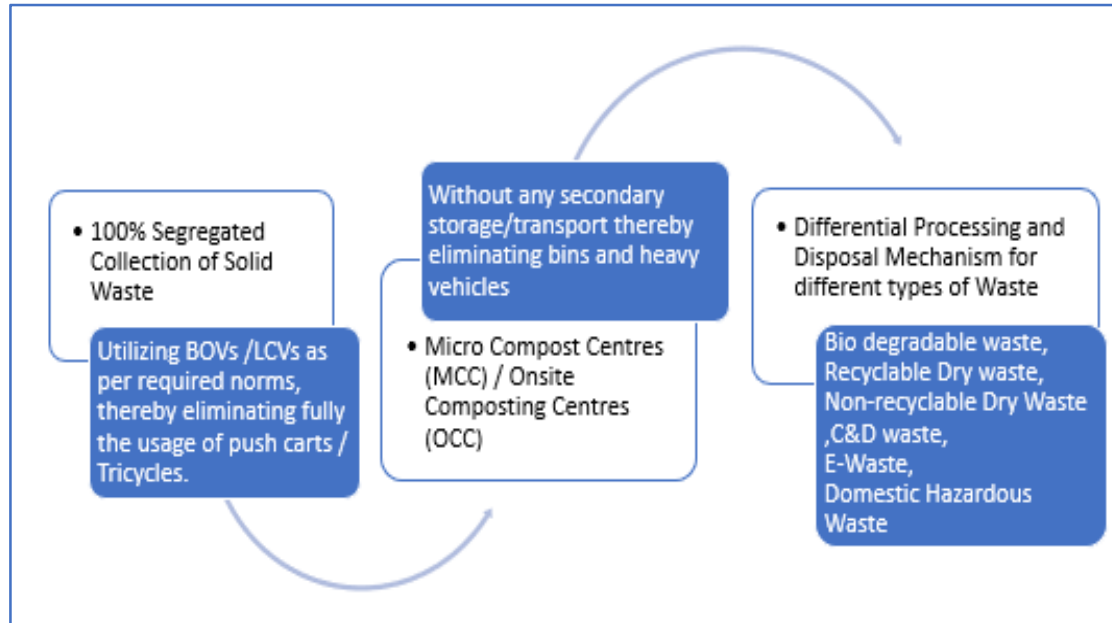 • 100% Segregated
Collection of Solid
Waste
Utilizing BOVs /LCVs as
per required norms,
thereby eliminating fully
the usage of push carts /
Tricycles.
Without any secondary
storage/transport thereby
eliminating bins and heavy
vehicles
• Micro Compost Centres
(MCC) / Onsite
Composting Centres
(OCC)
• Differential Processing and
Disposal Mechanism for
different types of Waste
Bio degradable waste,
Recyclable Dry waste,
Non-recyclable Dry Waste
,C&D waste,
E-Waste,
Domestic Hazardous
Waste